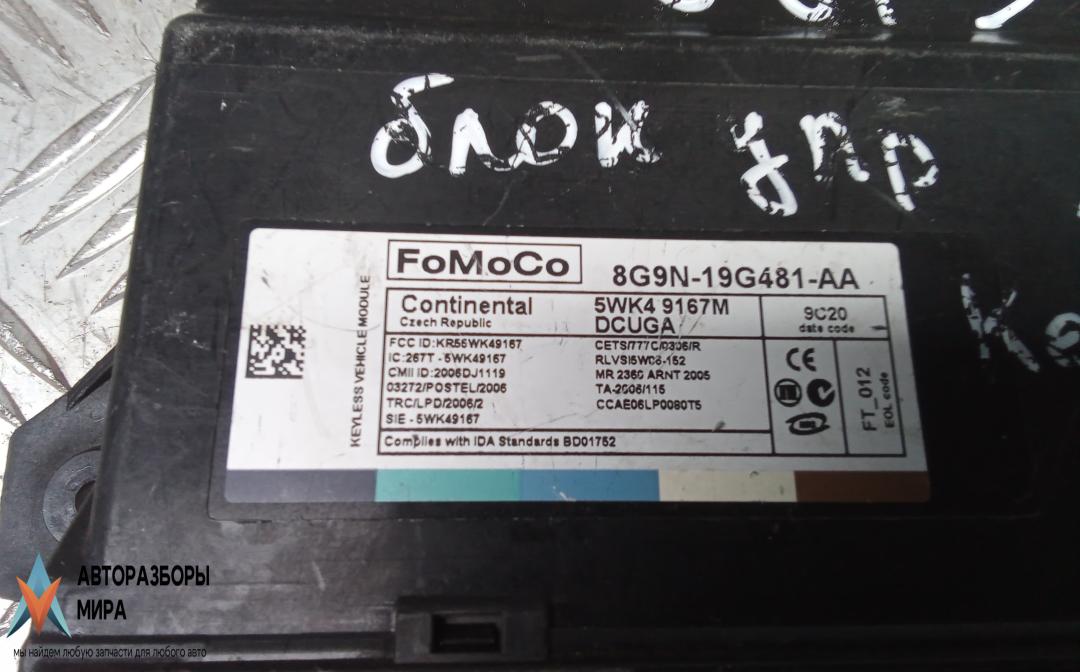 блок упр
FoMoCo
8G9N-19G481-AA
Continental
Czech Republic
5WK4 9167M
DCUGA
9C20
date code
KEYLESS VEHICLE MODULE
FCC ID:KR55WK49167
IC:267T - 5WK49167
CMII ID:2006DJ1119
03272/POSTEL/2006
TRC/LPD/2006/2
SIE - 5WK49167
CETS/777C/0306/R
RLVSI5W06-152
MR 2360 ARNT 2005
TA-2006/115
CCAE06LP0080T5
CE
FT_012
EOL code
Complies with IDA Standards BD01752
АВТОРАЗБОРЫ
МИРА
мы найдем любую запчасти для любого авто